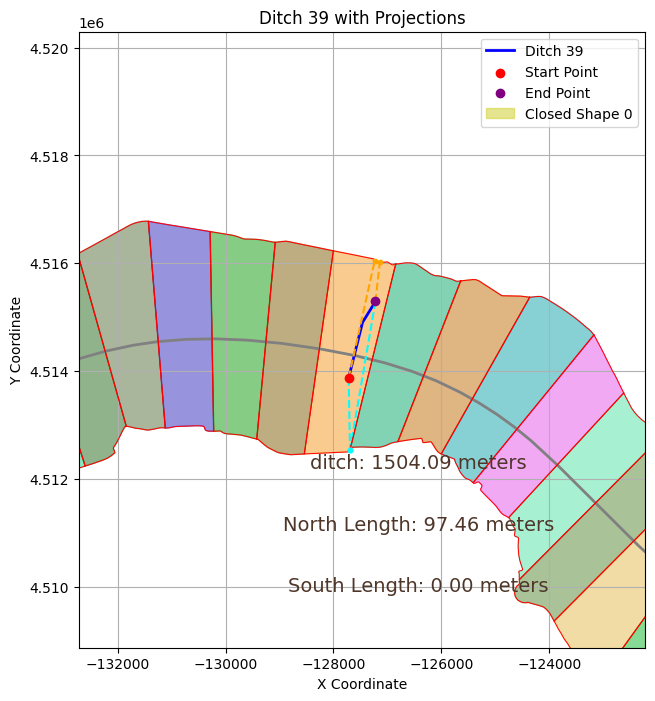 Ditch 39 with Projections
1e6
Ditch 39
Start Point
End Point
Closed Shape 0
4.520
4.518
4.516
4.514
4.512
4.510
Y Coordinate
ditch: 1504.09 meters
North Length: 97.46 meters
South Length: 0.00 meters
−132000
−130000
−128000
−126000
−124000
X Coordinate